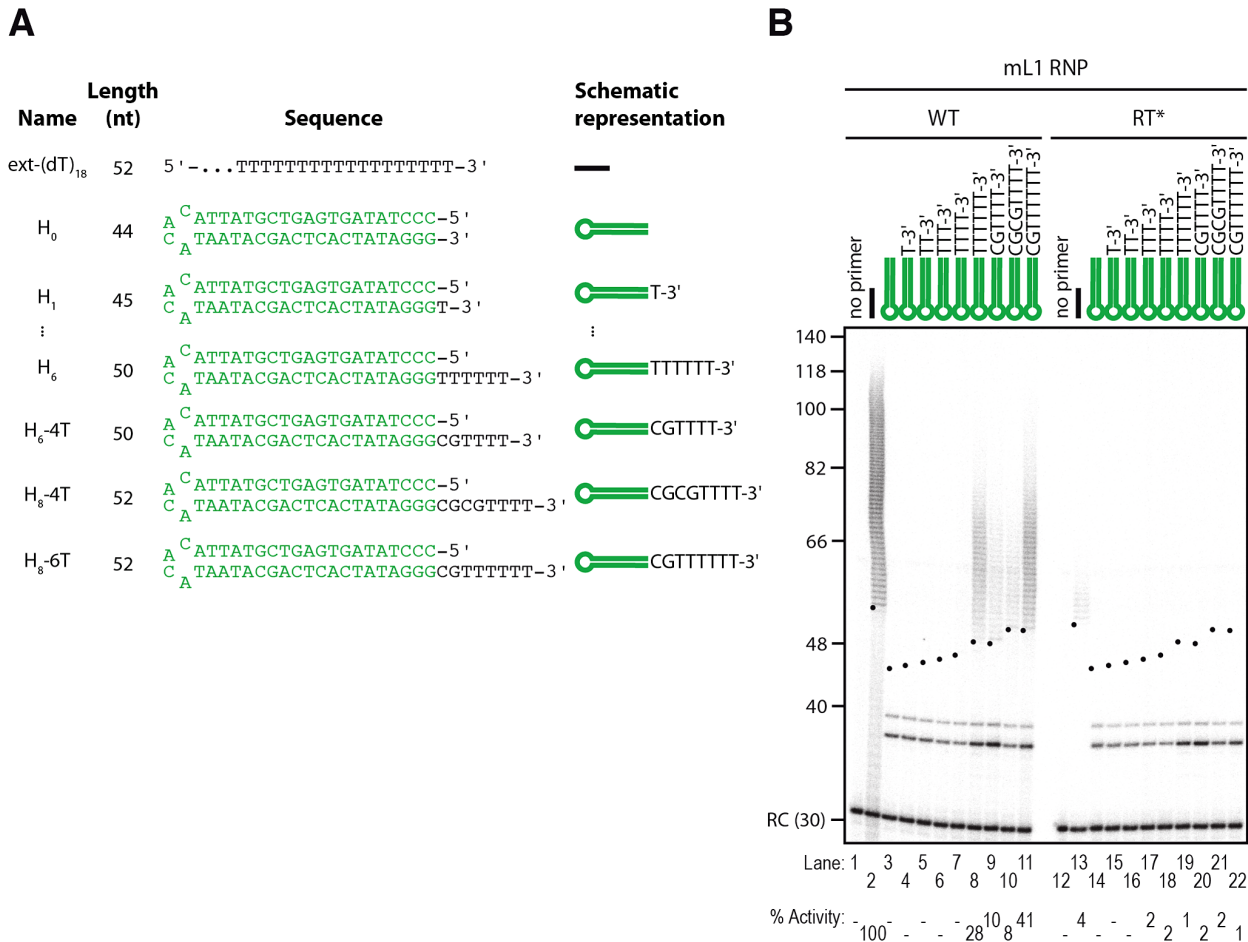 A
Name
Length
(nt)
Sequence
Schematic
representation
ext-(dT)18
52
5'-...TTTTTTTTTTTTTTTTTT-3'
H0
44
C ATTATGCTGAGTGATATCCC-5'
A
C TAATACGACTCACTATAGGG-3'
A
H1
45
C ATTATGCTGAGTGATATCCC-5'
A
C TAATACGACTCACTATAGGGT-3'
A
T-3'
H6
50
C ATTATGCTGAGTGATATCCC-5'
A
C TAATACGACTCACTATAGGGTTTTTT-3'
A
TTTTTT-3'
H6-4T
50
C ATTATGCTGAGTGATATCCC-5'
A
C TAATACGACTCACTATAGGGCGTTTT-3'
A
CGTTTT-3'
H8-4T
52
C ATTATGCTGAGTGATATCCC-5'
A
C TAATACGACTCACTATAGGGCGCGTTTT-3'
A
CGCGTTTT-3'
H8-6T
52
C ATTATGCTGAGTGATATCCC-5'
A
C TAATACGACTCACTATAGGGCGTTTTTT-3'
A
CGTTTTTT-3'
B
mL1 RNP
WT
RT*
no primer
T-3'
TT-3'
TTT-3'
TTTT-3'
TTTTTT-3'
CGTTTT-3'
CGCGTTTT-3'
CGTTTTTT-3'
no primer
T-3'
TT-3'
TTT-3'
TTTT-3'
TTTTTT-3'
CGTTTT-3'
CGCGTTTT-3'
CGTTTTTT-3'
140
118
100
82
66
48
40
RC (30)
Lane: 1 3 5 7 9 11 13 15 17 19 21
2 4 6 8 10 12 14 16 18 20 22
% Activity: - - - - 10 41 4 - 2 1 2
100 - - 28 8 - - - 2 2 1